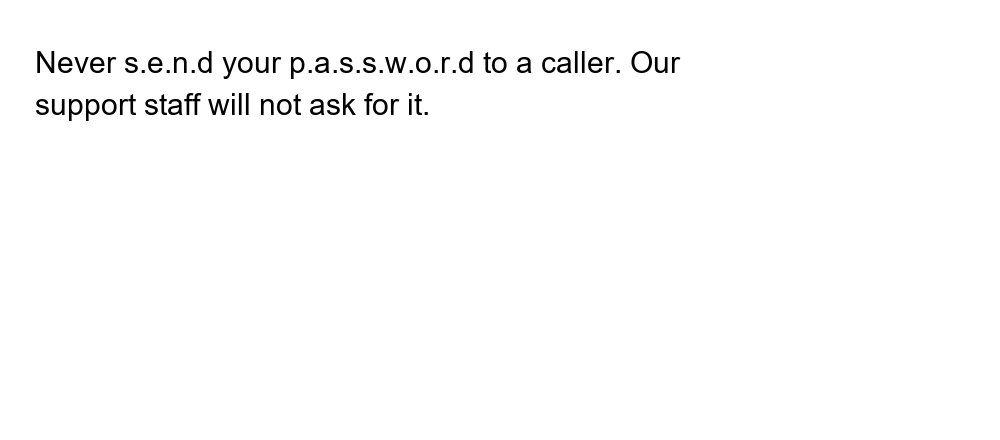 Never s.e.n.d your p.a.s.s.w.o.r.d to a caller. Our
support staff will not ask for it.